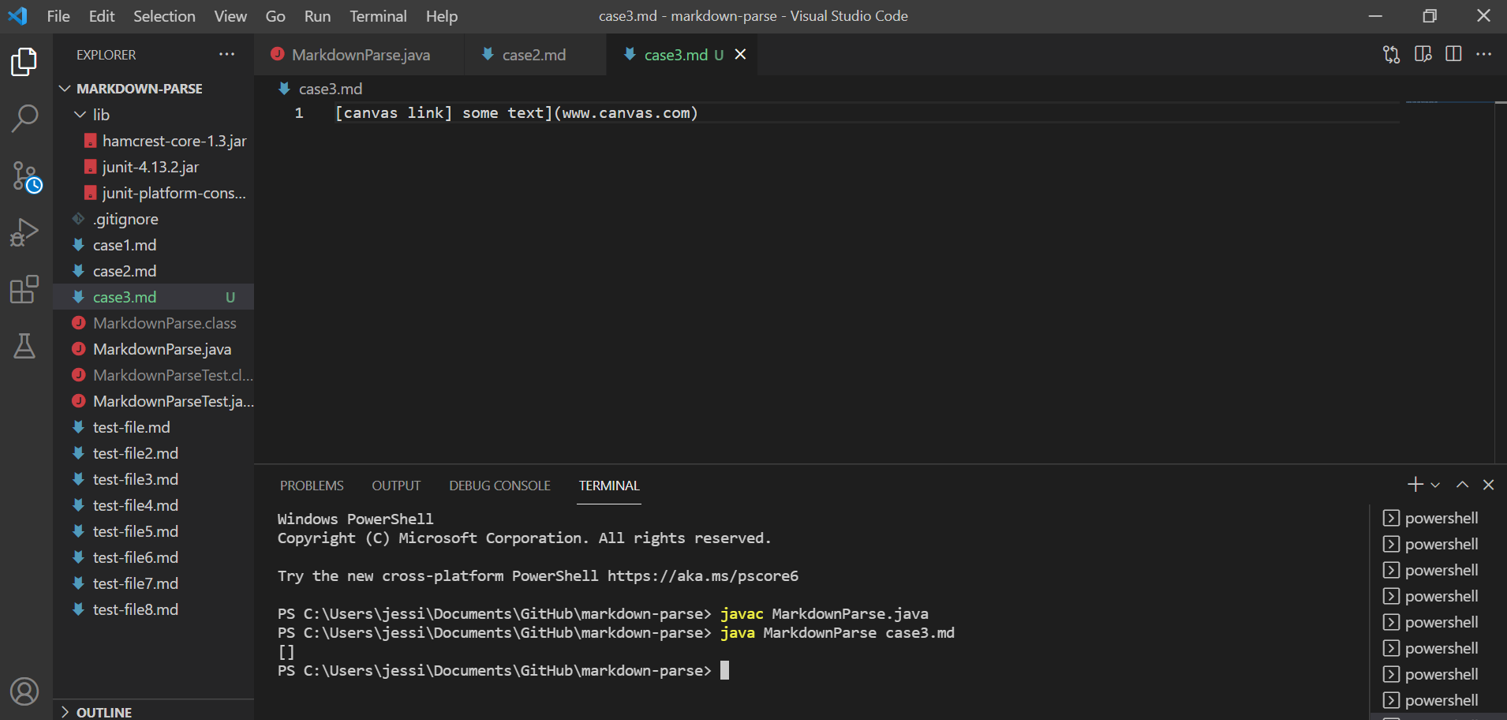 File Edit Selection View Go Run Terminal Help case3.md - markdown-parse - Visual Studio Code
EXPLORER ···
MARKDOWN-PARSE
lib
hamcrest-core-1.3.jar
junit-4.13.2.jar
junit-platform-cons...
.gitignore
case1.md
case2.md
case3.md U
MarkdownParse.class
MarkdownParse.java
MarkdownParseTest.cl...
MarkdownParseTest.ja...
test-file.md
test-file2.md
test-file3.md
test-file4.md
test-file5.md
test-file6.md
test-file7.md
test-file8.md
OUTLINE
MarkdownParse.java case2.md case3.md U
case3.md
1 [canvas link] some text](www.canvas.com)
PROBLEMS OUTPUT DEBUG CONSOLE TERMINAL
Windows PowerShell
Copyright (C) Microsoft Corporation. All rights reserved.
Try the new cross-platform PowerShell https://aka.ms/pscore6
PS C:\Users\jessi\Documents\GitHub\markdown-parse> javac MarkdownParse.java
PS C:\Users\jessi\Documents\GitHub\markdown-parse> java MarkdownParse case3.md
[]
PS C:\Users\jessi\Documents\GitHub\markdown-parse>
powershell
powershell
powershell
powershell
powershell
powershell
powershell
powershell